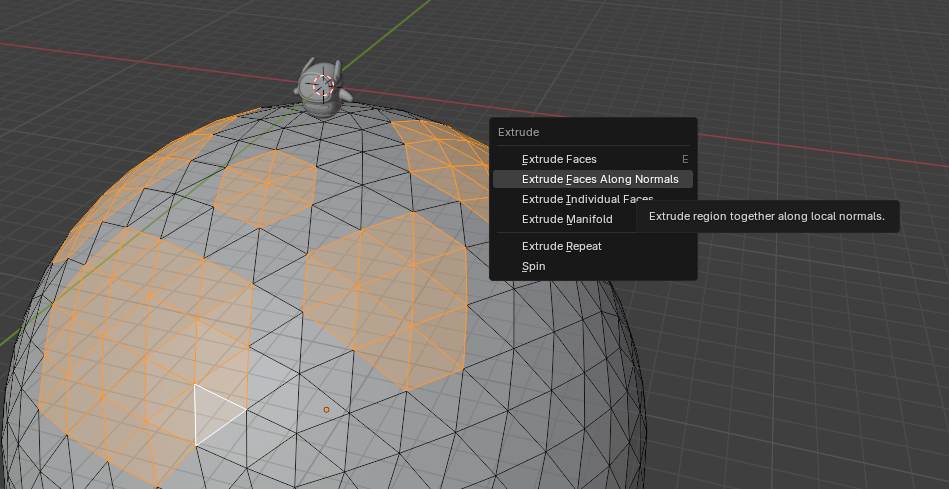 Extrude
Extrude Faces E
Extrude Faces Along Normals
Extrude Individual Faces
Extrude Manifold
Extrude region together along local normals.
Extrude Repeat
Spin